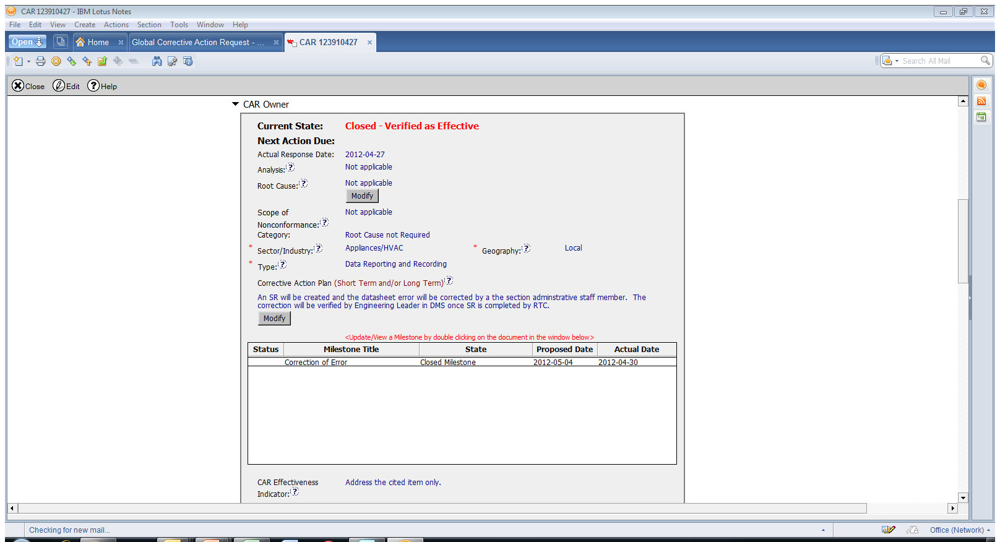 CAR 123910427 - IBM Lotus Notes
File Edit View Create Actions Section Tools Window Help
Open Home Global Corrective Action Request - ... CAR 123910427
Search All Mail
Close Edit Help
CAR Owner
Current State: Closed - Verified as Effective
Next Action Due:
Actual Response Date: 2012-04-27
Analysis: ? Not applicable
Root Cause: ? Not applicable
Modify
Scope of Not applicable
Nonconformance: ?
Category: Root Cause not Required
* Sector/Industry: ? Appliances/HVAC * Geography: ? Local
* Type: ? Data Reporting and Recording
Corrective Action Plan (Short Term and/or Long Term) ?
An SR will be created and the datasheet error will be corrected by a the section adminstrative staff member. The
correction will be verified by Engineering Leader in DMS once SR is completed by RTC.
Modify
<Update/View a Milestone by double clicking on the document in the window below>
Status Milestone Title State Proposed Date Actual Date
Correction of Error Closed Milestone 2012-05-04 2012-04-30
CAR Effectiveness Address the cited item only.
Indicator: ?
Checking for new mail... Office (Network)